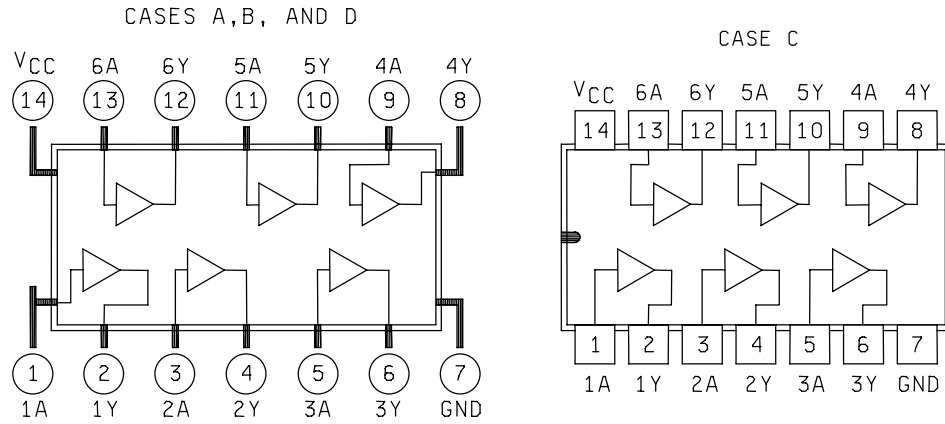 CASES A,B, AND D
VCC 6A 6Y 5A 5Y 4A 4Y
14 13 12 11 10 9 8
1 2 3 4 5 6 7
1A 1Y 2A 2Y 3A 3Y GND
CASE C
VCC 6A 6Y 5A 5Y 4A 4Y
14 13 12 11 10 9 8
1 2 3 4 5 6 7
1A 1Y 2A 2Y 3A 3Y GND